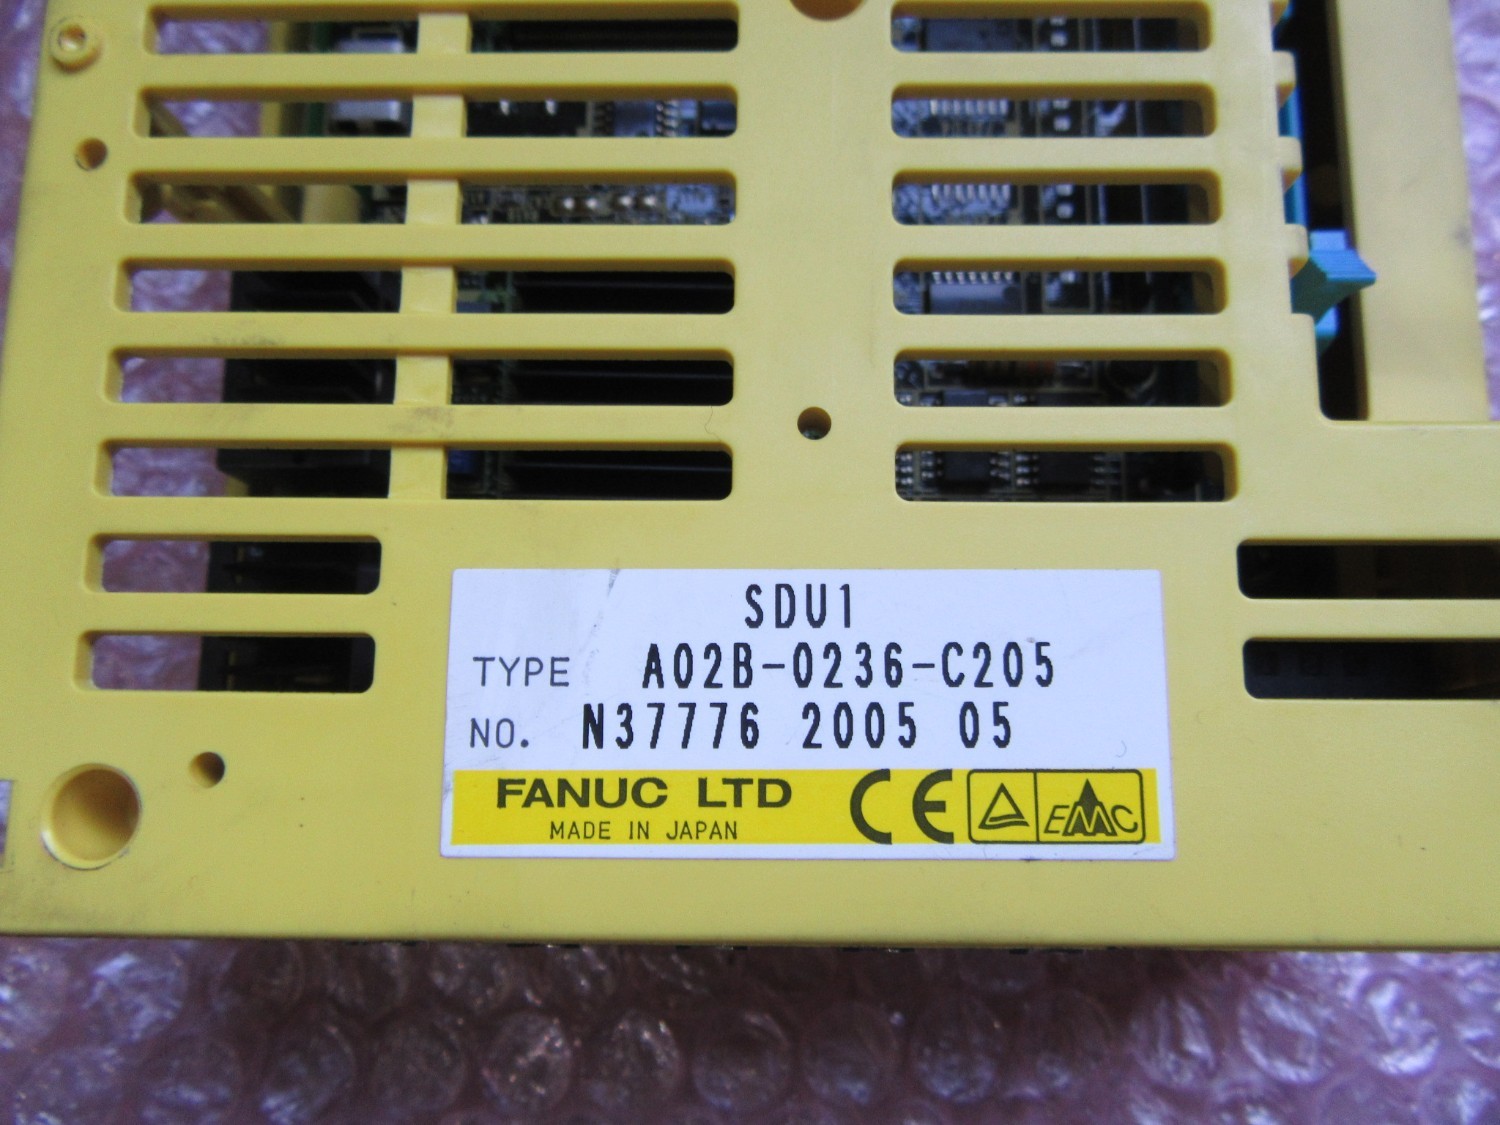 SDU1
TYPE A02B-0236-C205
NO. N37776 2005 05
FANUC LTD CE EMC
MADE IN JAPAN